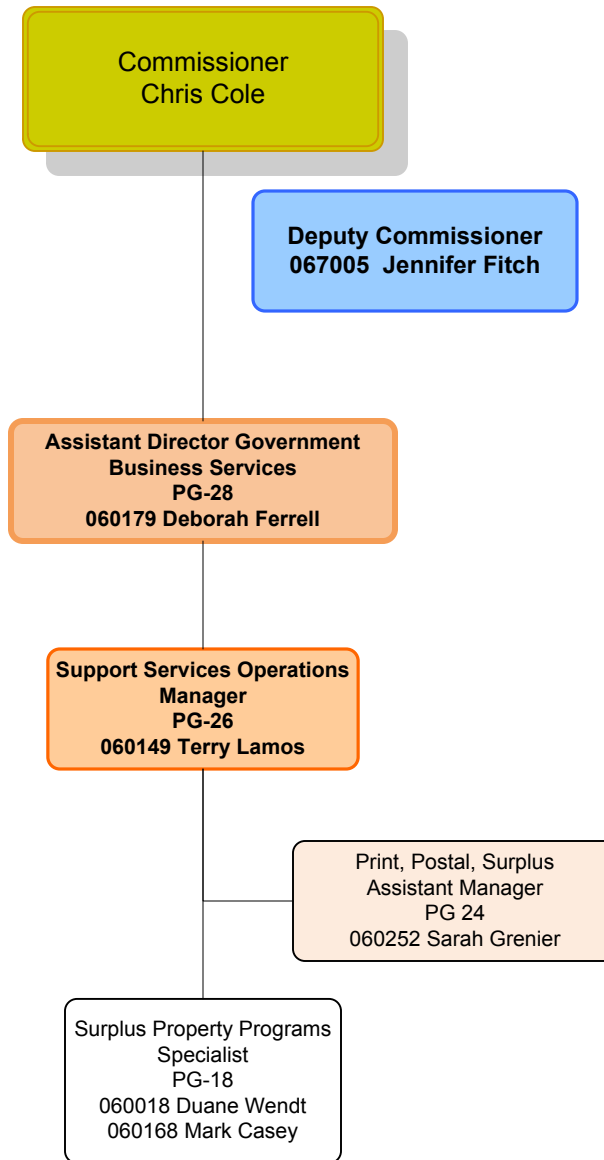 Commissioner
Chris Cole
Deputy Commissioner
067005  Jennifer Fitch
Assistant Director Government
Business Services
PG-28
060179 Deborah Ferrell
Support Services Operations
Manager
PG-26
060149 Terry Lamos
Print, Postal, Surplus
Assistant Manager
PG 24
060252 Sarah Grenier
Surplus Property Programs
Specialist
PG-18
060018 Duane Wendt
060168 Mark Casey